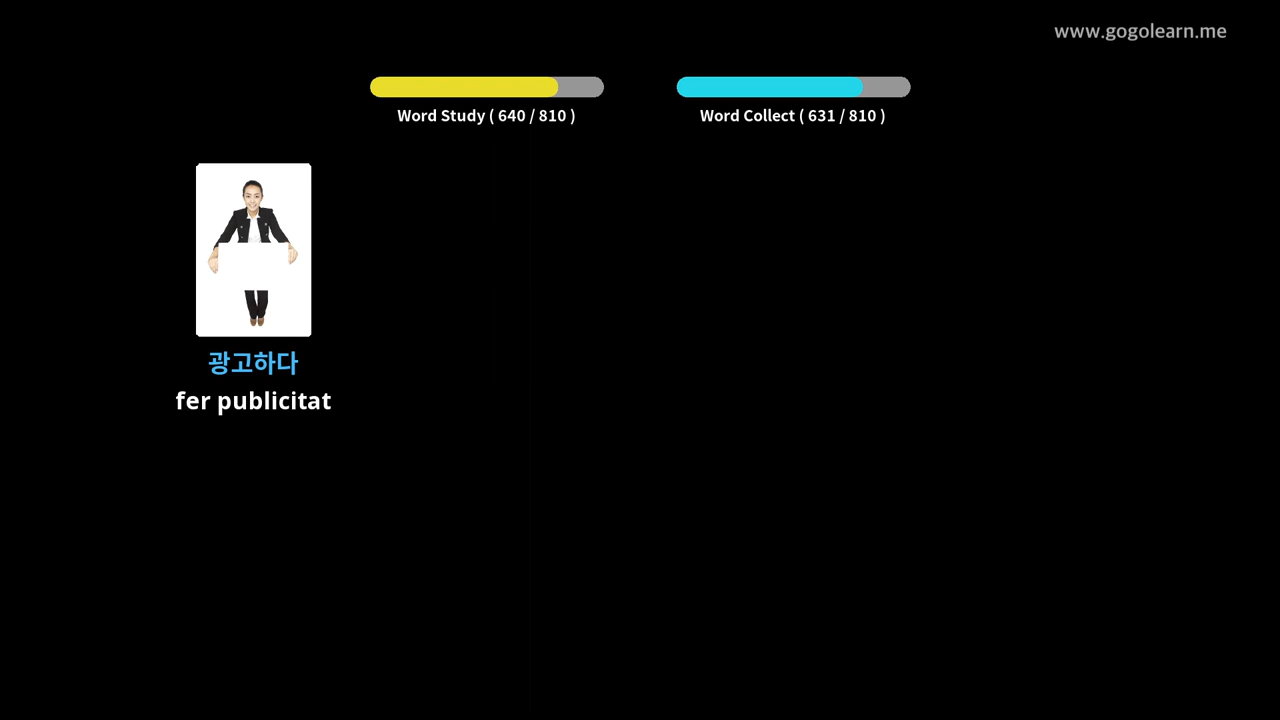 www.gogolearn.me
Word Study ( 640 / 810 )
Word Collect ( 631 / 810 )
광고하다
fer publicitat